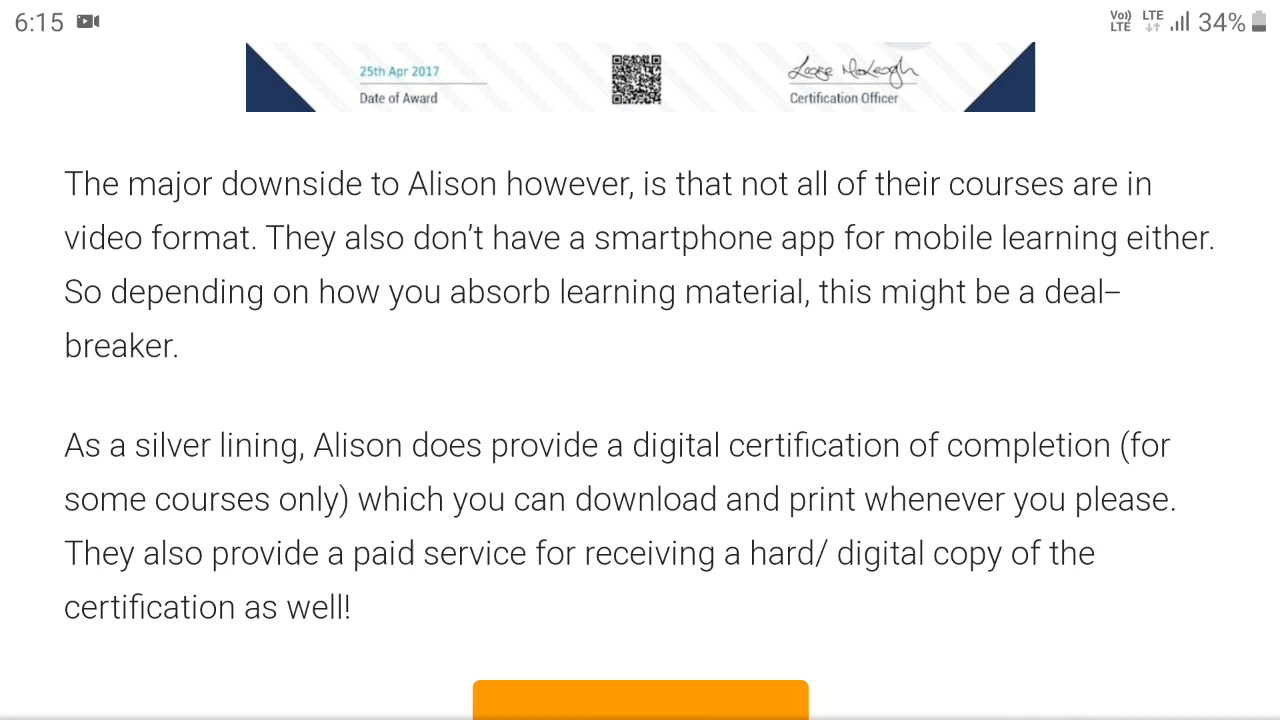 6:15 Vo)) LTE LTE 34%
25th Apr 2017
Date of Award Certification Officer
The major downside to Alison however, is that not all of their courses are in
video format. They also don’t have a smartphone app for mobile learning either.
So depending on how you absorb learning material, this might be a deal–
breaker.
As a silver lining, Alison does provide a digital certification of completion (for
some courses only) which you can download and print whenever you please.
They also provide a paid service for receiving a hard/ digital copy of the
certification as well!